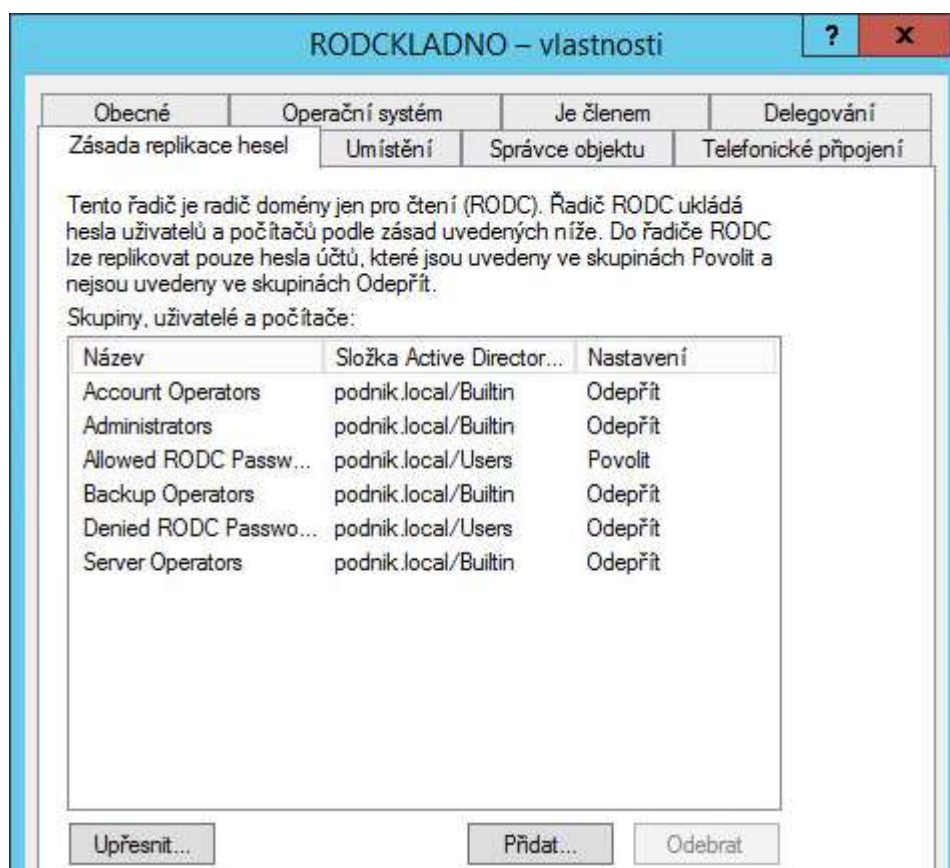 RODCKLADNO – vlastnosti
? x
Obecné Operační systém Je členem Delegování
Zásada replikace hesel Umístění Správce objektu Telefonické připojení
Tento řadič je radič domény jen pro čtení (RODC). Řadič RODC ukládá
hesla uživatelů a počítačů podle zásad uvedených níže. Do řadiče RODC
lze replikovat pouze hesla účtů, které jsou uvedeny ve skupinách Povolit a
nejsou uvedeny ve skupinách Odepřít.
Skupiny, uživatelé a počítače:
Název Složka Active Director... Nastavení
Account Operators podnik.local/Builtin Odepřít
Administrators podnik.local/Builtin Odepřít
Allowed RODC Passw... podnik.local/Users Povolit
Backup Operators podnik.local/Builtin Odepřít
Denied RODC Passwo... podnik.local/Users Odepřít
Server Operators podnik.local/Builtin Odepřít
Upřesnit... Přidat... Odebrat